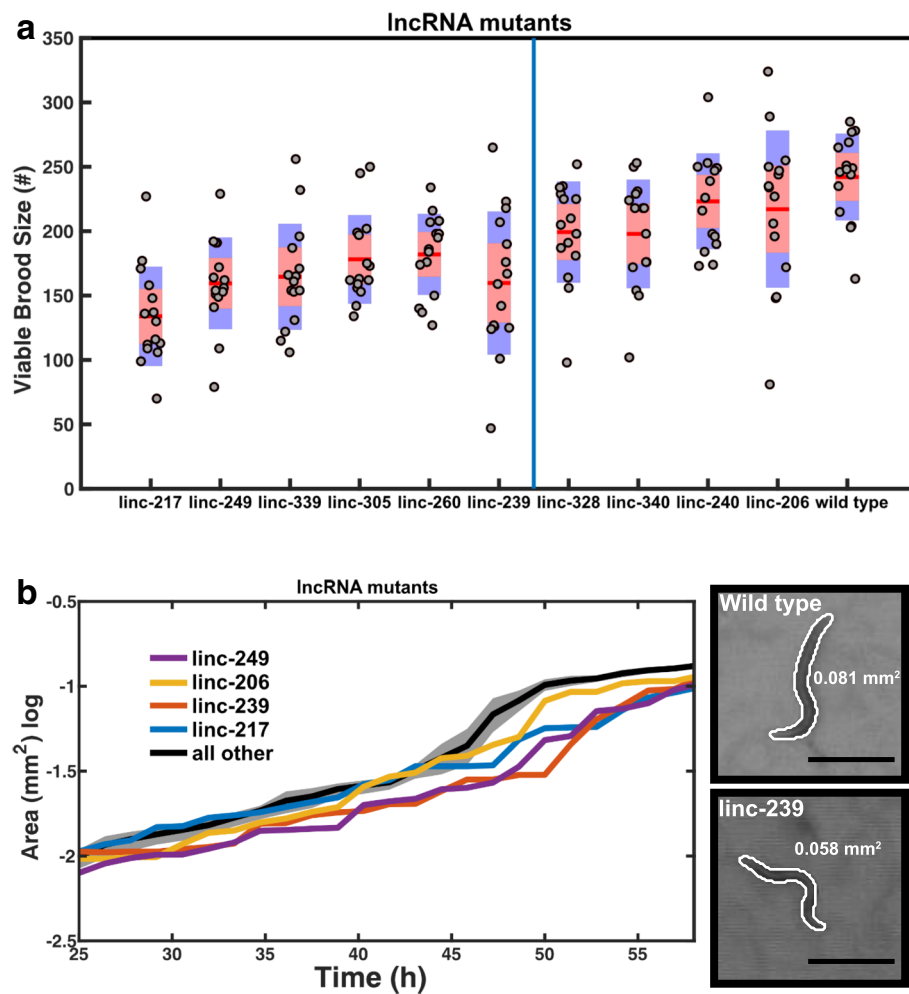 a
lncRNA mutants
Viable Brood Size (#)
350
300
250
200
150
100
50
0
linc-217 linc-249 linc-339 linc-305 linc-260 linc-239 linc-328 linc-340 linc-240 linc-206 wild type
b
lncRNA mutants
Area (mm²) log
-0.5
-1
-1.5
-2
-2.5
linc-249
linc-206
linc-239
linc-217
all other
25 30 35 40 45 50 55
Time (h)
Wild type
0.081 mm²
linc-239
0.058 mm²